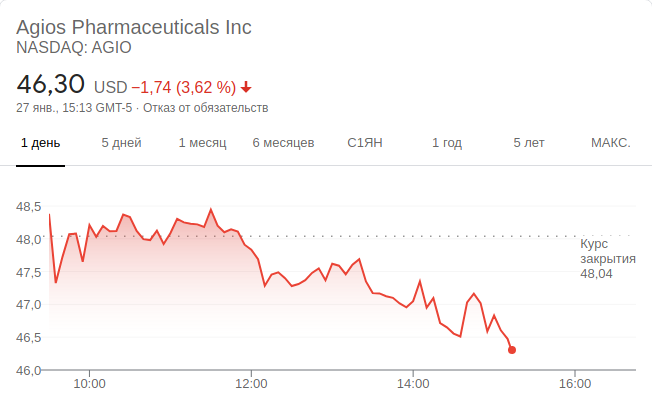 Agios Pharmaceuticals Inc
NASDAQ: AGIO
46,30 USD −1,74 (3,62 %)
27 янв., 15:13 GMT-5 · Отказ от обязательств
1 день 5 дней 1 месяц 6 месяцев С1ЯН 1 год 5 лет МАКС.
48,5
48,0
Курс
закрытия
48,04
47,5
47,0
46,5
46,0
10:00 12:00 14:00 16:00